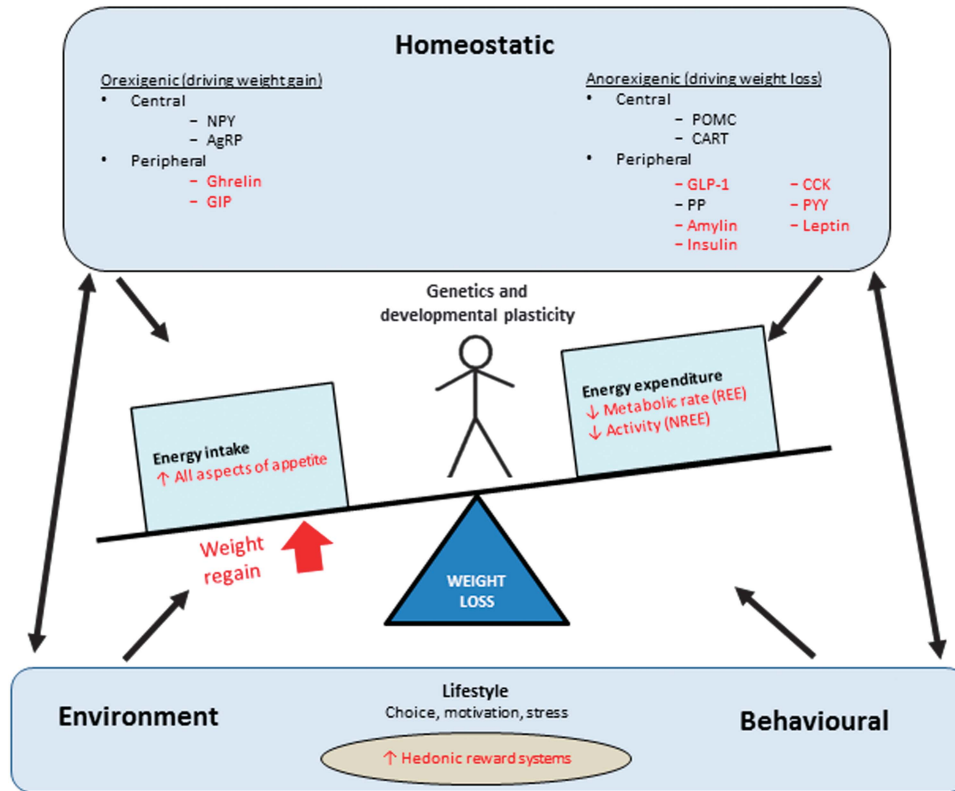 Homeostatic
Orexigenic (driving weight gain)
• Central
– NPY
– AgRP
• Peripheral
– Ghrelin
– GIP
Anorexigenic (driving weight loss)
• Central
– POMC
– CART
• Peripheral
– GLP-1
– PP
– Amylin
– Insulin
– CCK
– PYY
– Leptin
Genetics and
developmental plasticity
Energy intake
↑ All aspects of appetite
Energy expenditure
↓ Metabolic rate (REE)
↓ Activity (NREE)
Weight
regain
WEIGHT
LOSS
Environment
Lifestyle
Choice, motivation, stress
↑ Hedonic reward systems
Behavioural